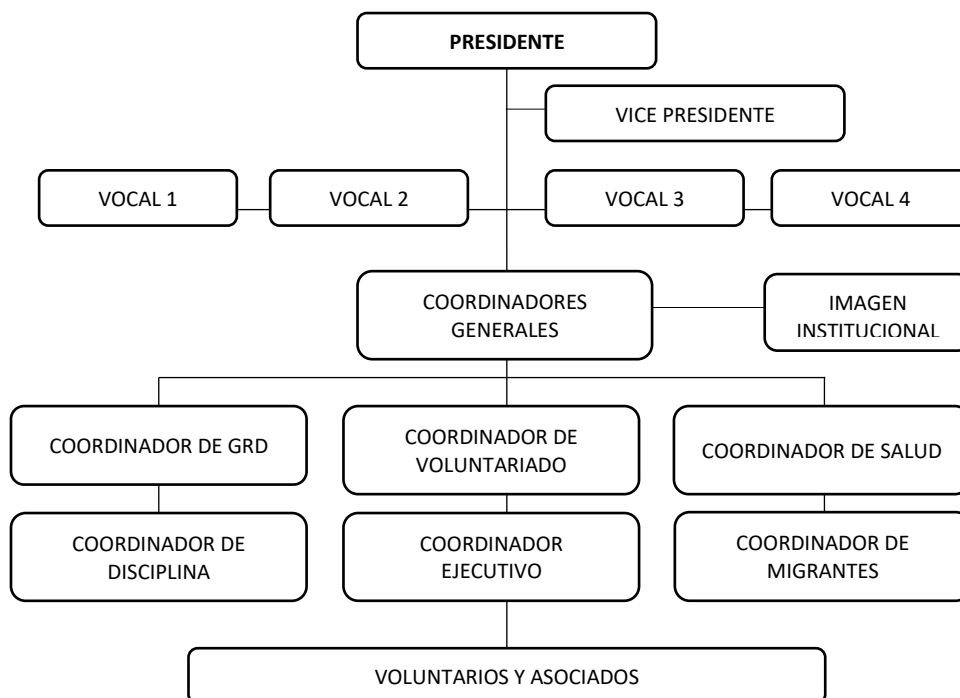 PRESIDENTE
VICE PRESIDENTE
VOCAL 1
VOCAL 2
VOCAL 3
VOCAL 4
COORDINADORES
GENERALES
IMAGEN
INSTITUCIONAL
COORDINADOR DE GRD
COORDINADOR DE
VOLUNTARIADO
COORDINADOR DE SALUD
COORDINADOR DE
DISCIPLINA
COORDINADOR
EJECUTIVO
COORDINADOR DE
MIGRANTES
VOLUNTARIOS Y ASOCIADOS